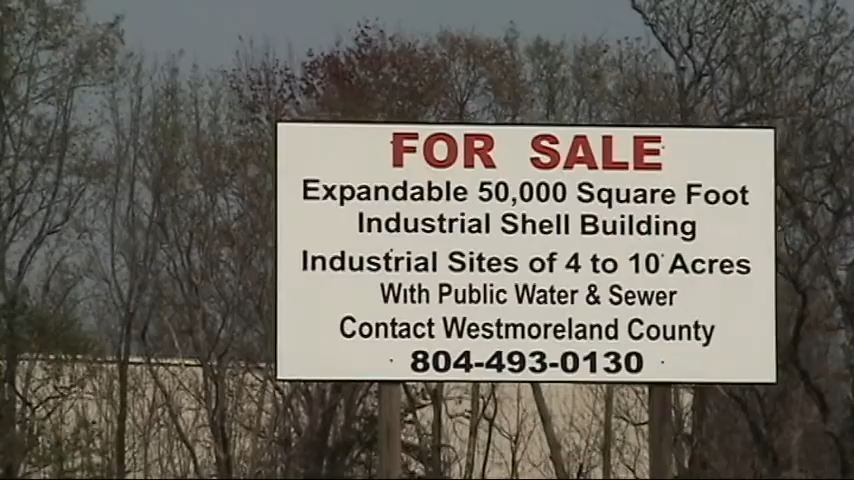 FOR SALE
Expandable 50,000 Square Foot
Industrial Shell Building
Industrial Sites of 4 to 10 Acres
With Public Water & Sewer
Contact Westmoreland County
804-493-0130